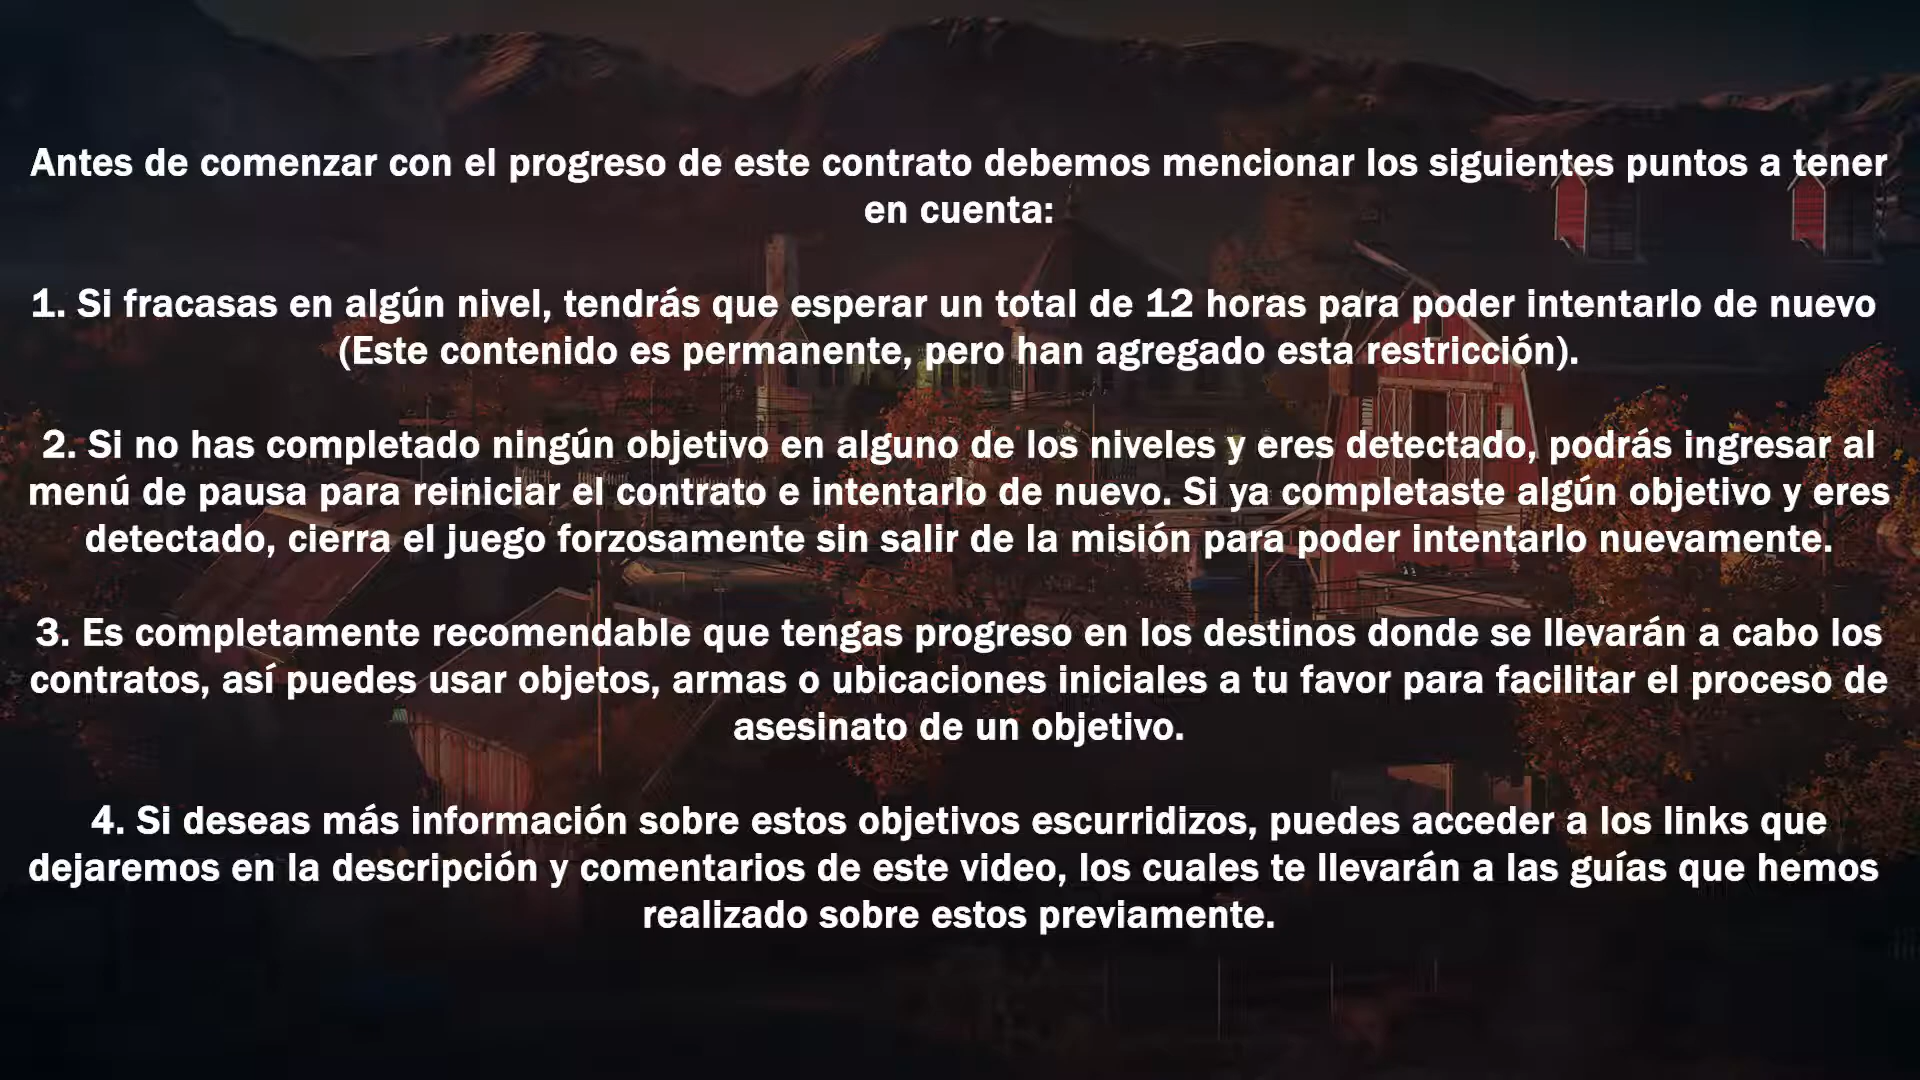 Antes de comenzar con el progreso de este contrato debemos mencionar los siguientes puntos a tener
en cuenta:
1. Si fracasas en algún nivel, tendrás que esperar un total de 12 horas para poder intentarlo de nuevo
(Este contenido es permanente, pero han agregado esta restricción).
2. Si no has completado ningún objetivo en alguno de los niveles y eres detectado, podrás ingresar al
menú de pausa para reiniciar el contrato e intentarlo de nuevo. Si ya completaste algún objetivo y eres
detectado, cierra el juego forzosamente sin salir de la misión para poder intentarlo nuevamente.
3. Es completamente recomendable que tengas progreso en los destinos donde se llevarán a cabo los
contratos, así puedes usar objetos, armas o ubicaciones iniciales a tu favor para facilitar el proceso de
asesinato de un objetivo.
4. Si deseas más información sobre estos objetivos escurridizos, puedes acceder a los links que
dejaremos en la descripción y comentarios de este video, los cuales te llevarán a las guías que hemos
realizado sobre estos previamente.